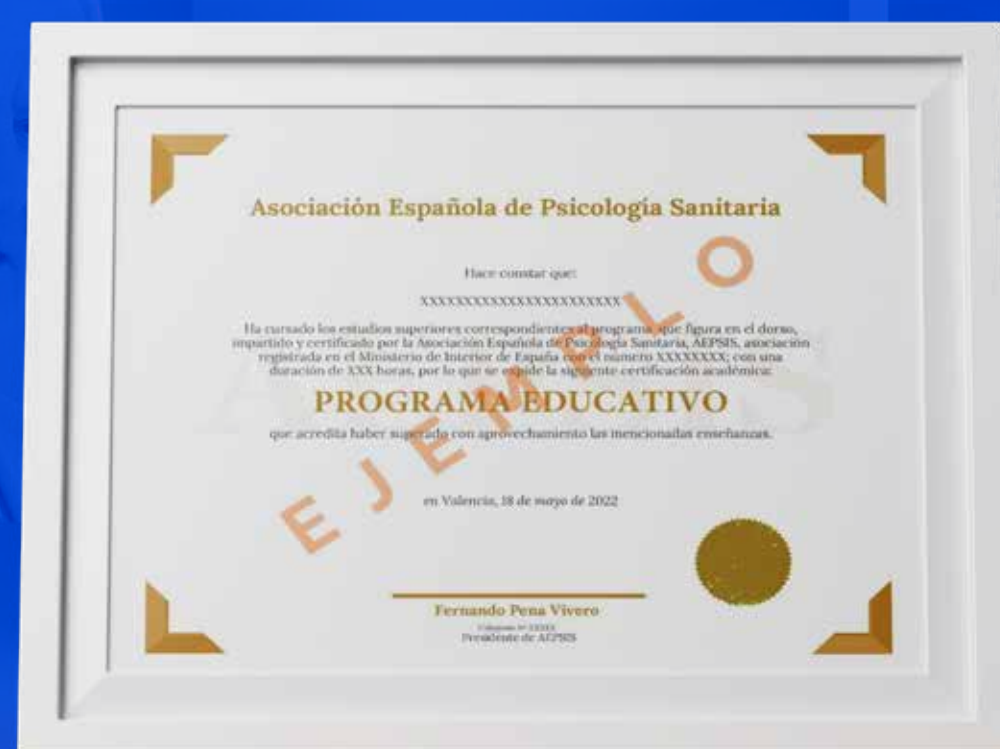 Asociación Española de Psicología Sanitaria
Hace constar que:
XXXXXXXXXXXXXXXXXXXXXXX
Ha cursado los estudios superiores correspondientes al programa, que figura en el dorso,
impartido y certificado por la Asociación Española de Psicología Sanitaria, AEPSIS, asociación
registrada en el Ministerio de Interior de España con el número XXXXXXXX; con una
duración de XXX horas, por lo que se expide la siguiente certificación académica:
PROGRAMA EDUCATIVO
que acredita haber superado con aprovechamiento las mencionadas enseñanzas.
EJEMPLO
en Valencia, 18 de mayo de 2022
Fernando Pena Vivero
Nº XXXXX
Presidente de AEPSIS